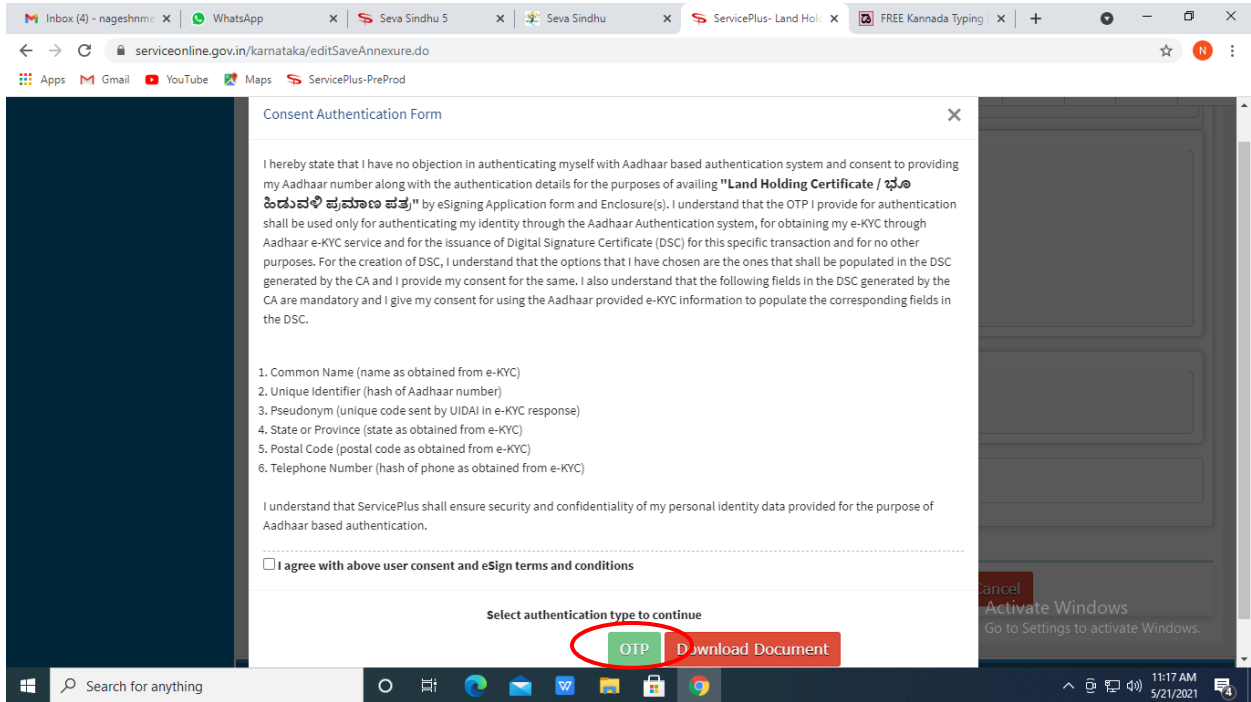 Inbox (4) - nageshnme
WhatsApp
Seva Sindhu 5
Seva Sindhu
ServicePlus- Land Hol
FREE Kannada Typing
serviceonline.gov.in/karnataka/editSaveAnnexure.do
N
Apps
Gmail
YouTube
Maps
ServicePlus-PreProd
Consent Authentication Form
I hereby state that I have no objection in authenticating myself with Aadhaar based authentication system and consent to providing
my Aadhaar number along with the authentication details for the purposes of availing "Land Holding Certificate / ಭೂ
ಹಿಡುವಳಿ ಪ್ರಮಾಣ ಪತ್ರ" by eSigning Application form and Enclosure(s). I understand that the OTP I provide for authentication
shall be used only for authenticating my identity through the Aadhaar Authentication system, for obtaining my e-KYC through
Aadhaar e-KYC service and for the issuance of Digital Signature Certificate (DSC) for this specific transaction and for no other
purposes. For the creation of DSC, I understand that the options that I have chosen are the ones that shall be populated in the DSC
generated by the CA and I provide my consent for the same. I also understand that the following fields in the DSC generated by the
CA are mandatory and I give my consent for using the Aadhaar provided e-KYC information to populate the corresponding fields in
the DSC.
1. Common Name (name as obtained from e-KYC)
2. Unique Identifier (hash of Aadhaar number)
3. Pseudonym (unique code sent by UIDAI in e-KYC response)
4. State or Province (state as obtained from e-KYC)
5. Postal Code (postal code as obtained from e-KYC)
6. Telephone Number (hash of phone as obtained from e-KYC)
I understand that ServicePlus shall ensure security and confidentiality of my personal identity data provided for the purpose of
Aadhaar based authentication.
I agree with above user consent and eSign terms and conditions
Select authentication type to continue
OTP
Download Document
Cancel
Activate Windows
Go to Settings to activate Windows.
Search for anything
11:17 AM
5/21/2021
4